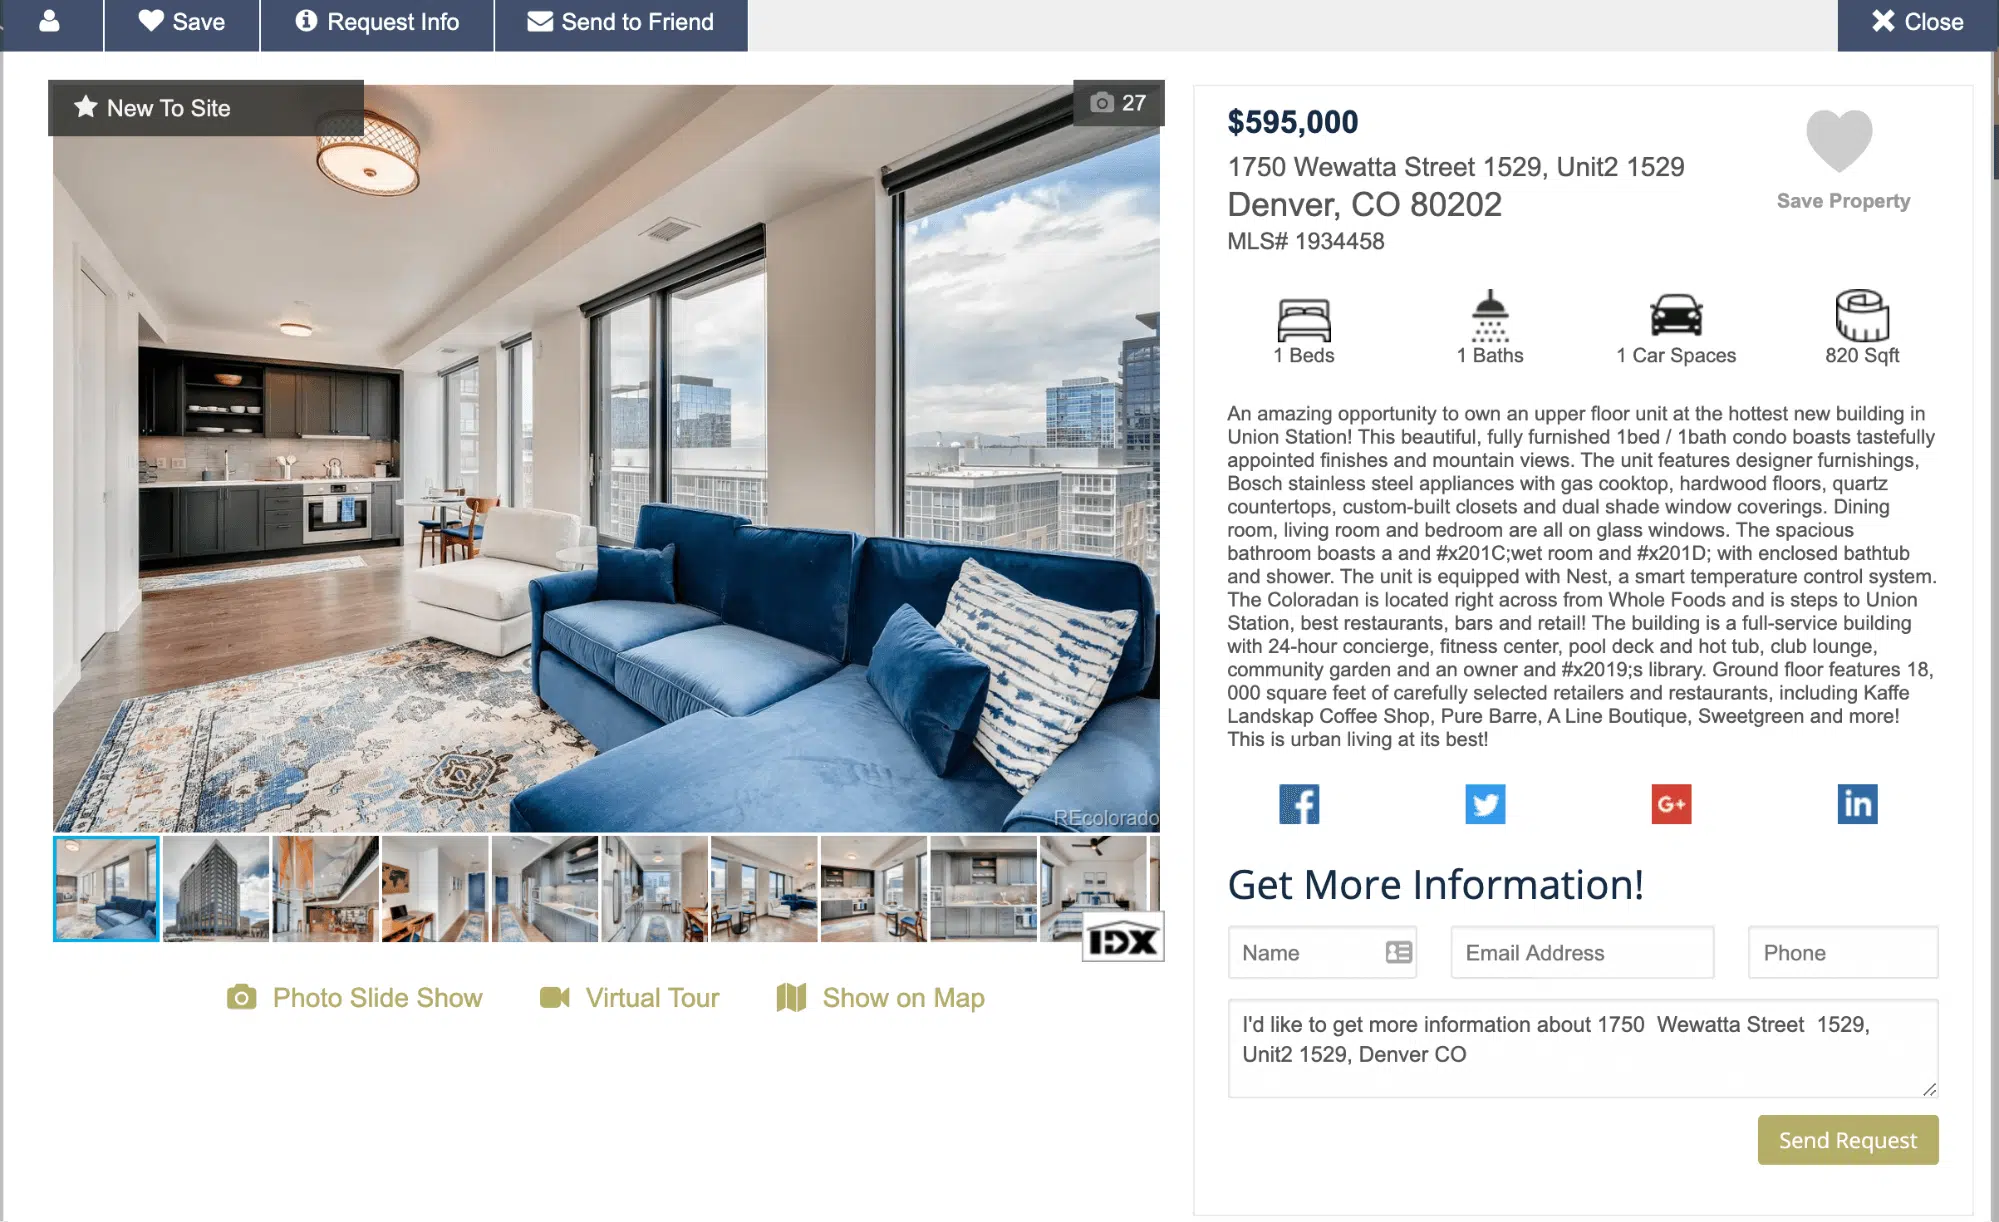 Save
Request Info
Send to Friend
Close
New To Site
27
REcolorado
IDX
Photo Slide Show
Virtual Tour
Show on Map
$595,000
1750 Wewatta Street 1529, Unit2 1529
Denver, CO 80202
MLS# 1934458
Save Property
1 Beds
1 Baths
1 Car Spaces
820 Sqft
An amazing opportunity to own an upper floor unit at the hottest new building in
Union Station! This beautiful, fully furnished 1bed / 1bath condo boasts tastefully
appointed finishes and mountain views. The unit features designer furnishings,
Bosch stainless steel appliances with gas cooktop, hardwood floors, quartz
countertops, custom-built closets and dual shade window coverings. Dining
room, living room and bedroom are all on glass windows. The spacious
bathroom boasts a and #x201C;wet room and #x201D; with enclosed bathtub
and shower. The unit is equipped with Nest, a smart temperature control system.
The Coloradan is located right across from Whole Foods and is steps to Union
Station, best restaurants, bars and retail! The building is a full-service building
with 24-hour concierge, fitness center, pool deck and hot tub, club lounge,
community garden and an owner and #x2019;s library. Ground floor features 18,
000 square feet of carefully selected retailers and restaurants, including Kaffe
Landskap Coffee Shop, Pure Barre, A Line Boutique, Sweetgreen and more!
This is urban living at its best!
f
G+
in
Get More Information!
Name
Email Address
Phone
I'd like to get more information about 1750  Wewatta Street  1529,
Unit2 1529, Denver CO
Send Request